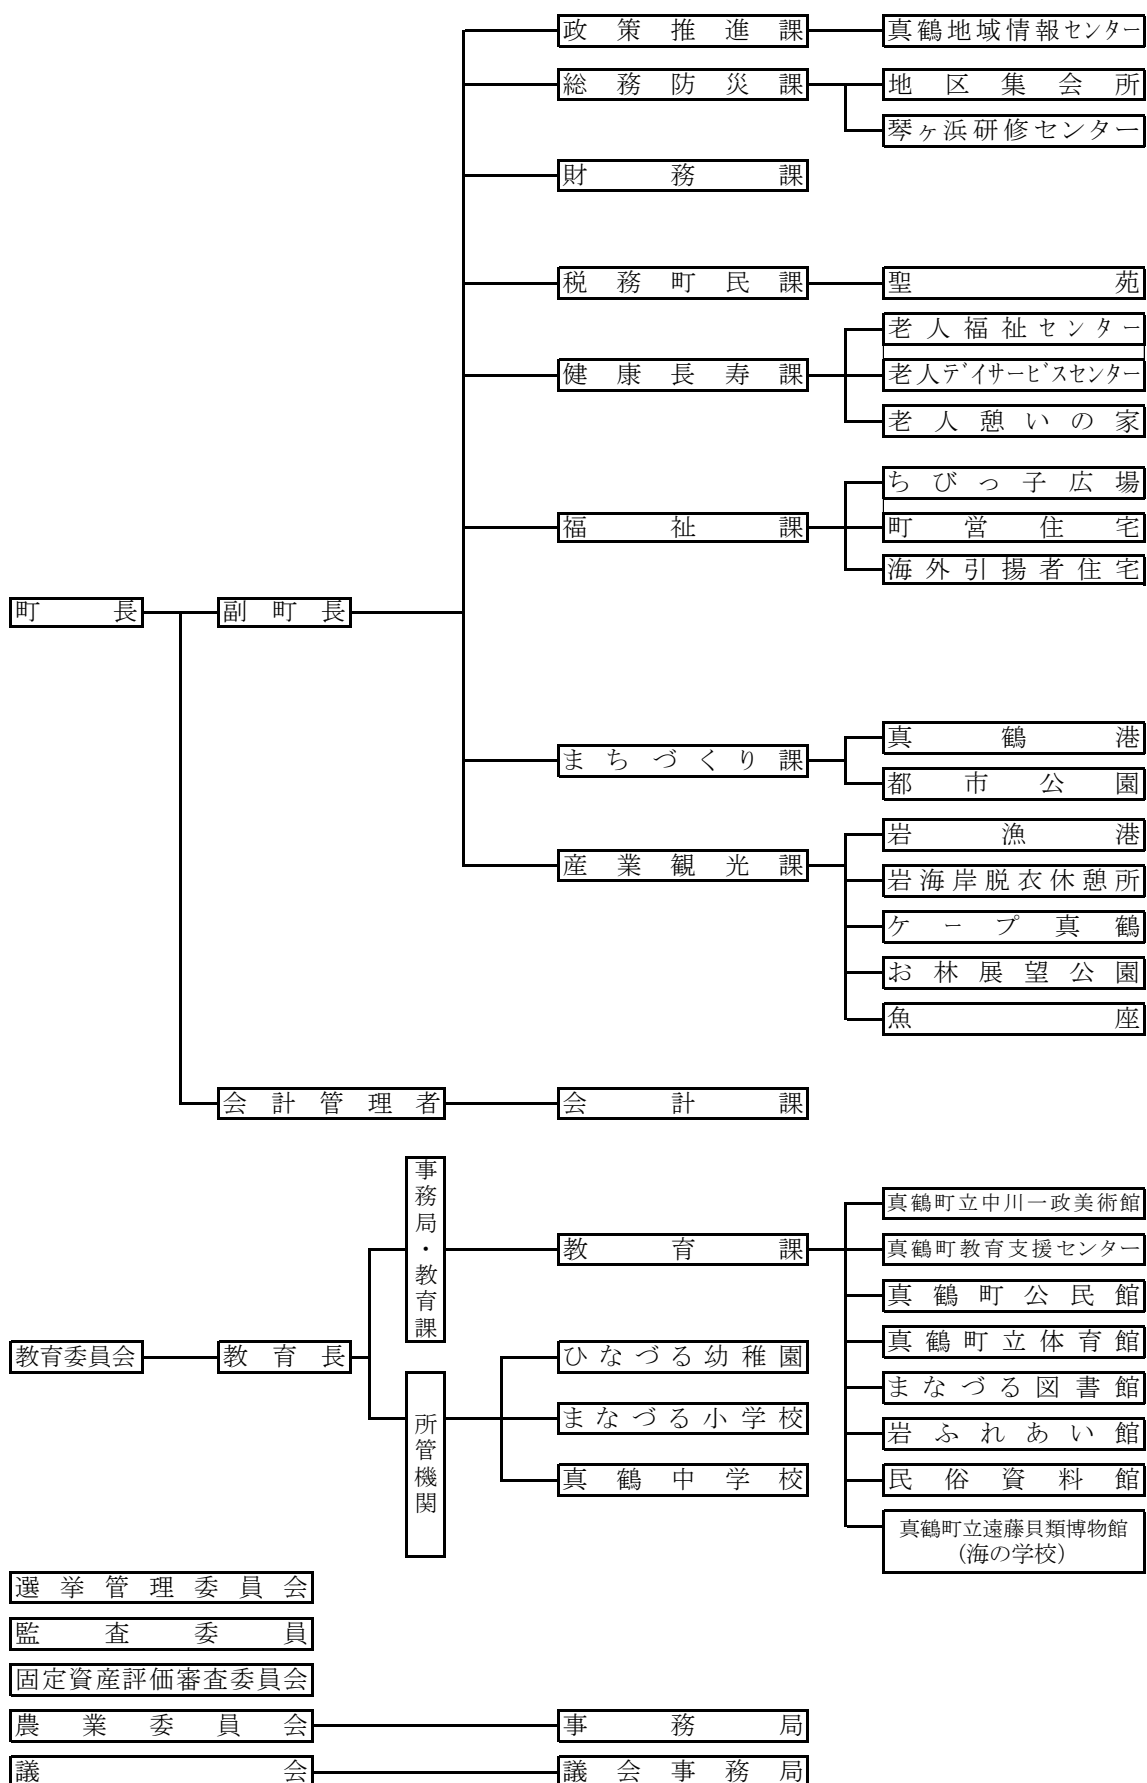 政策推進課
真鶴地域情報センター
総務防災課
地区集会所
琴ヶ浜研修センター
財務課
税務町民課
聖苑
老人福祉センター
健康長寿課
老人デイサービスセンター
老人憩いの家
ちびっ子広場
福祉課
町営住宅
海外引揚者住宅
町長
副町長
真鶴港
まちづくり課
都市公園
岩漁港
産業観光課
岩海岸脱衣休憩所
ケープ真鶴
お林展望公園
魚座
会計管理者
会計課
事務局・教育課
真鶴町立中川一政美術館
教育課
真鶴町教育支援センター
真鶴町公民館
教育委員会
教育長
ひなづる幼稚園
真鶴町立体育館
まなづる図書館
所管機関
まなづる小学校
岩ふれあい館
真鶴中学校
民俗資料館
真鶴町立遠藤貝類博物館
(海の学校)
選挙管理委員会
監査委員
固定資産評価審査委員会
農業委員会
事務局
議会
議会事務局